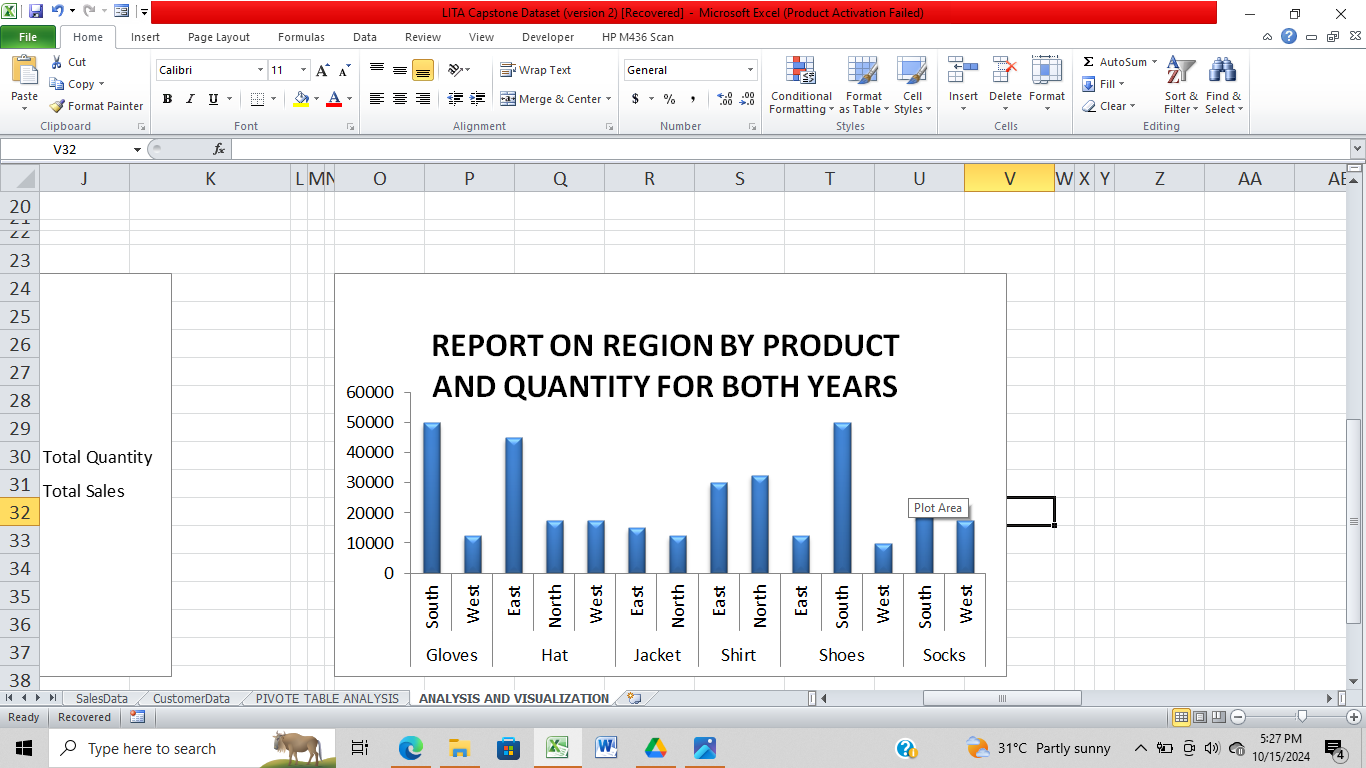 LITA Capstone Dataset (version 2) [Recovered] - Microsoft Excel (Product Activation Failed)
File Home Insert Page Layout Formulas Data Review View Developer HP M436 Scan
Paste
Cut
Copy
Format Painter
Clipboard
Calibri 11
B I U
Font
Wrap Text
Merge & Center
Alignment
General
$ % ,
Number
Conditional Formatting
Format as Table
Cell Styles
Styles
Insert Delete Format
Cells
AutoSum
Fill
Clear
Sort & Filter
Find & Select
Editing
V32 fx
J K L M N O P Q R S T U V W X Y Z AA
20
21
22
23
24
25
26
27
28
29
30
31
32
33
34
35
36
37
38
Total Quantity
Total Sales
REPORT ON REGION BY PRODUCT
AND QUANTITY FOR BOTH YEARS
60000
50000
40000
30000
20000
10000
0
Plot Area
South West East North West East North East North East South West South West
Gloves Hat Jacket Shirt Shoes Socks
SalesData CustomerData PIVOTE TABLE ANALYSIS ANALYSIS AND VISUALIZATION
Ready Recovered
Type here to search
31°C Partly sunny
5:27 PM
10/15/2024
4